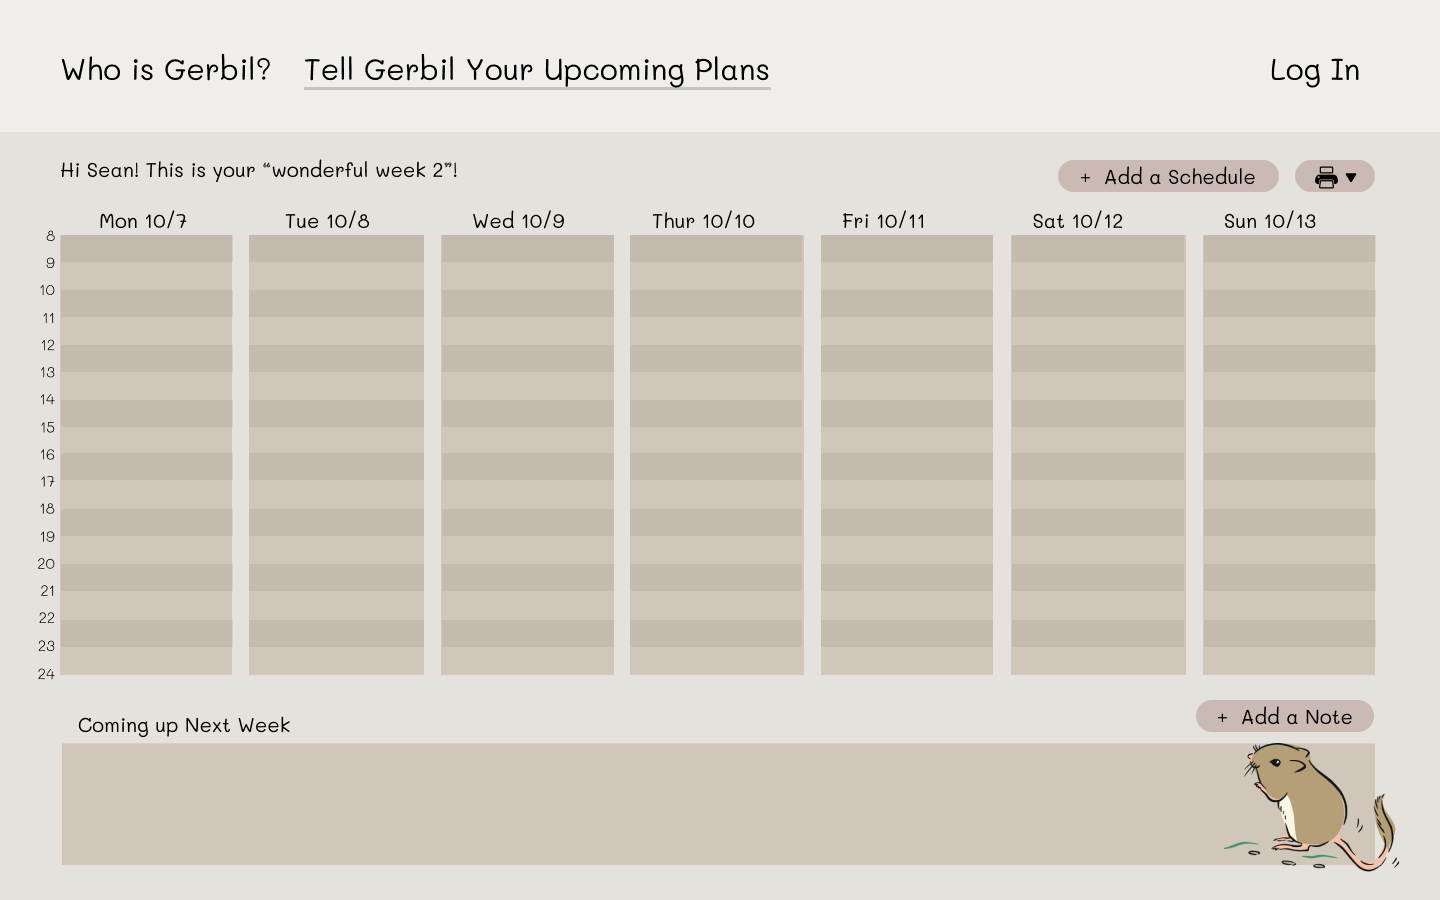 Who is Gerbil? Tell Gerbil Your Upcoming Plans Log In
Hi Sean! This is your “wonderful week 2”!
+ Add a Schedule
Mon 10/7 Tue 10/8 Wed 10/9 Thur 10/10 Fri 10/11 Sat 10/12 Sun 10/13
8
9
10
11
12
13
14
15
16
17
18
19
20
21
22
23
24
Coming up Next Week
+ Add a Note